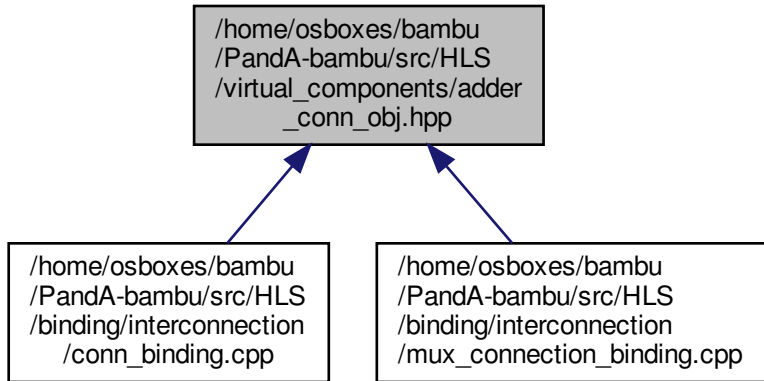 /home/osboxes/bambu
/PandA-bambu/src/HLS
/virtual_components/adder
_conn_obj.hpp
/home/osboxes/bambu
/PandA-bambu/src/HLS
/binding/interconnection
/conn_binding.cpp
/home/osboxes/bambu
/PandA-bambu/src/HLS
/binding/interconnection
/mux_connection_binding.cpp